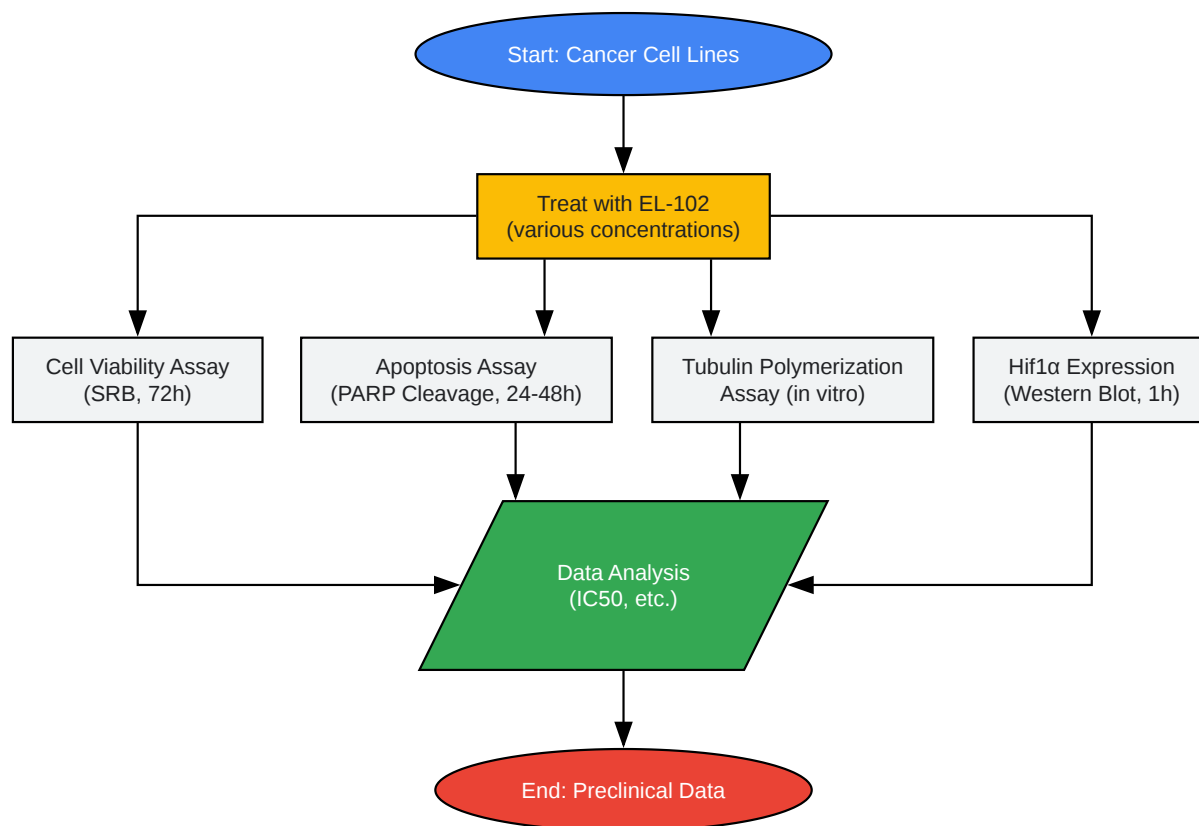 Start: Cancer Cell Lines
Treat with EL-102
(various concentrations)
Cell Viability Assay
(SRB, 72h)
Apoptosis Assay
(PARP Cleavage, 24-48h)
Tubulin Polymerization
Assay (in vitro)
Hif1α Expression
(Western Blot, 1h)
Data Analysis
(IC50, etc.)
End: Preclinical Data